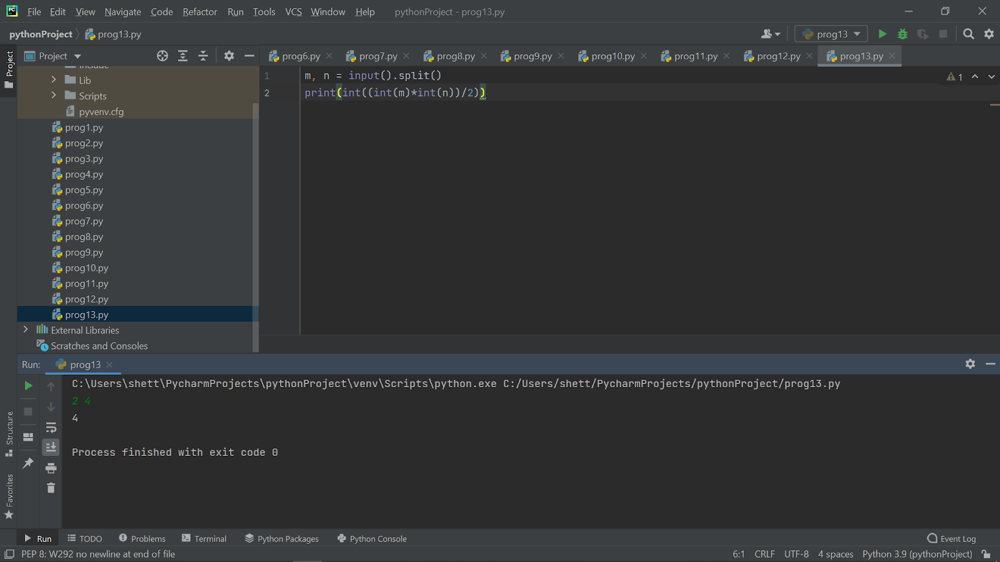 PC File Edit View Navigate Code Refactor Run Tools VCS Window Help pythonProject - prog13.py
pythonProject prog13.py prog13
Project prog6.py prog7.py prog8.py prog9.py prog10.py prog11.py prog12.py prog13.py
Project
Include
Lib
Scripts
pyvenv.cfg
prog1.py
prog2.py
prog3.py
prog4.py
prog5.py
prog6.py
prog7.py
prog8.py
prog9.py
prog10.py
prog11.py
prog12.py
prog13.py
External Libraries
Scratches and Consoles
1 m, n = input().split() 1
2 print(int((int(m)*int(n))/2))
Run: prog13
C:\Users\shett\PycharmProjects\pythonProject\venv\Scripts\python.exe C:/Users/shett/PycharmProjects/pythonProject/prog13.py
2 4
4
Process finished with exit code 0
Structure
Favorites
Run TODO Problems Terminal Python Packages Python Console Event Log
PEP 8: W292 no newline at end of file 6:1 CRLF UTF-8 4 spaces Python 3.9 (pythonProject)